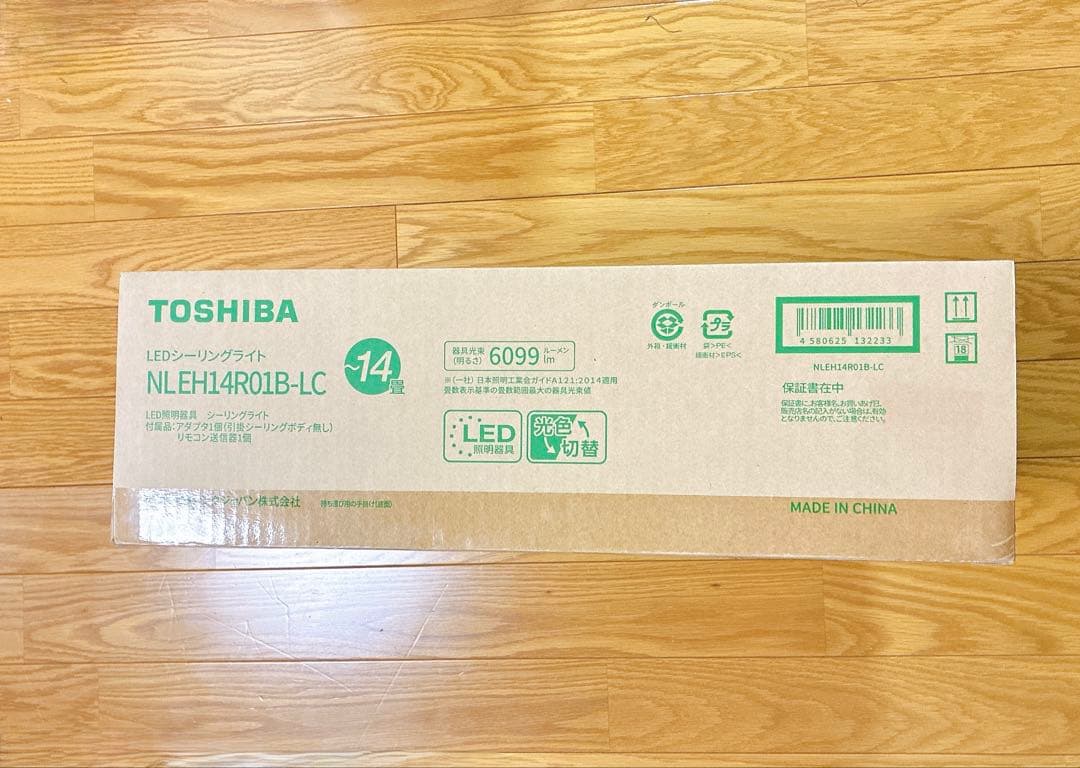 TOSHIBA
LEDシーリングライト
NLEH14R01B-LC
~14畳
LED照明器具 シーリングライト
付属品:アダプタ1個(引掛シーリングボディ無し)
リモコン送信器1個
器具光束
(明るさ)
6099 ルーメン
lm
※(一社)日本照明工業会ガイドA121:2014適用
畳数表示基準の畳数範囲最大の器具光束値
LED
照明器具
光色
切替
ダンボール
外箱・緩衝材
プラ
袋>PE<
緩衝材>EPS<
4 580625 132233
NLEH14R01B-LC
18
保証書在中
保証書に、お客様名、お買いあげ日、
販売店名の記入がない場合は、有効
となりませんので、ご注意ください。
パン株式会社
持ち運び用の手掛け(底面)
MADE IN CHINA